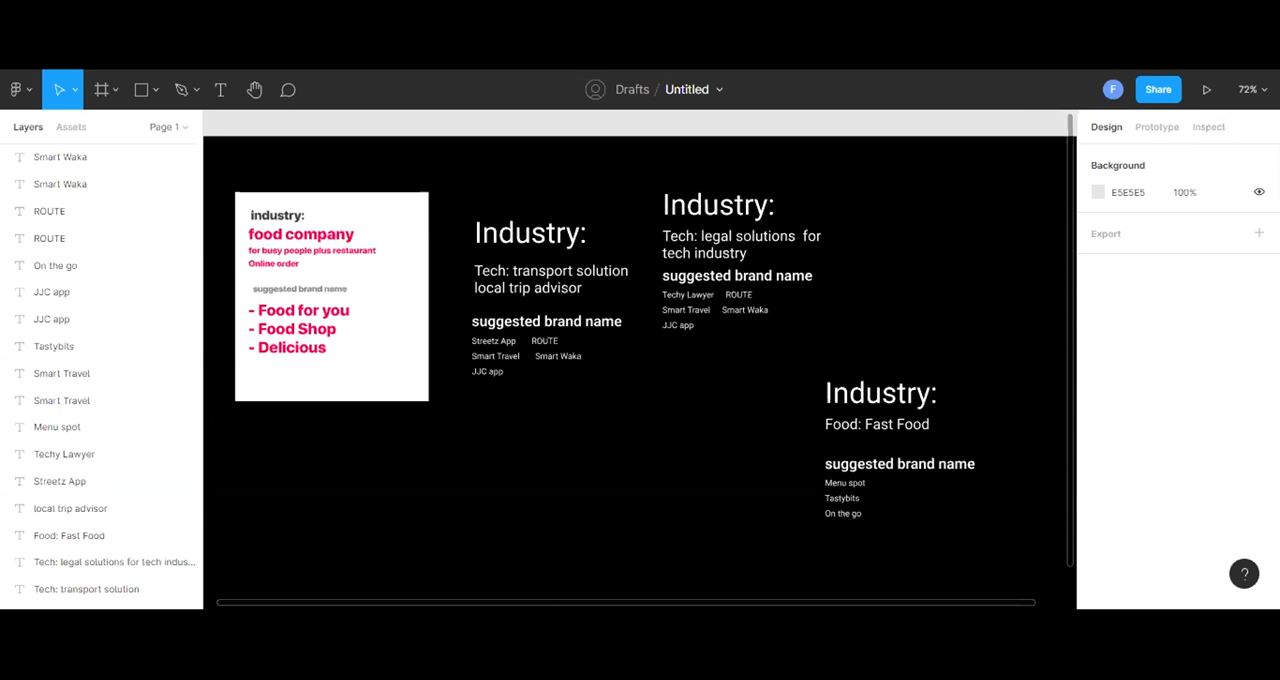 Drafts / Untitled
F
Share
72%
Layers
Assets
Page 1
Smart Waka
Smart Waka
ROUTE
ROUTE
On the go
JJC app
JJC app
Tastybits
Smart Travel
Smart Travel
Menu spot
Techy Lawyer
Streetz App
local trip advisor
Food: Fast Food
Tech: legal solutions for tech indus...
Tech: transport solution
industry:
food company
for busy people plus restaurant
Online order
suggested brand name
- Food for you
- Food Shop
- Delicious
Industry:
Tech: transport solution
local trip advisor
suggested brand name
Streetz App ROUTE
Smart Travel Smart Waka
JJC app
Industry:
Tech: legal solutions for
tech industry
suggested brand name
Techy Lawyer ROUTE
Smart Travel Smart Waka
JJC app
Industry:
Food: Fast Food
suggested brand name
Menu spot
Tastybits
On the go
Design
Prototype
Inspect
Background
E5E5E5 100%
Export
?